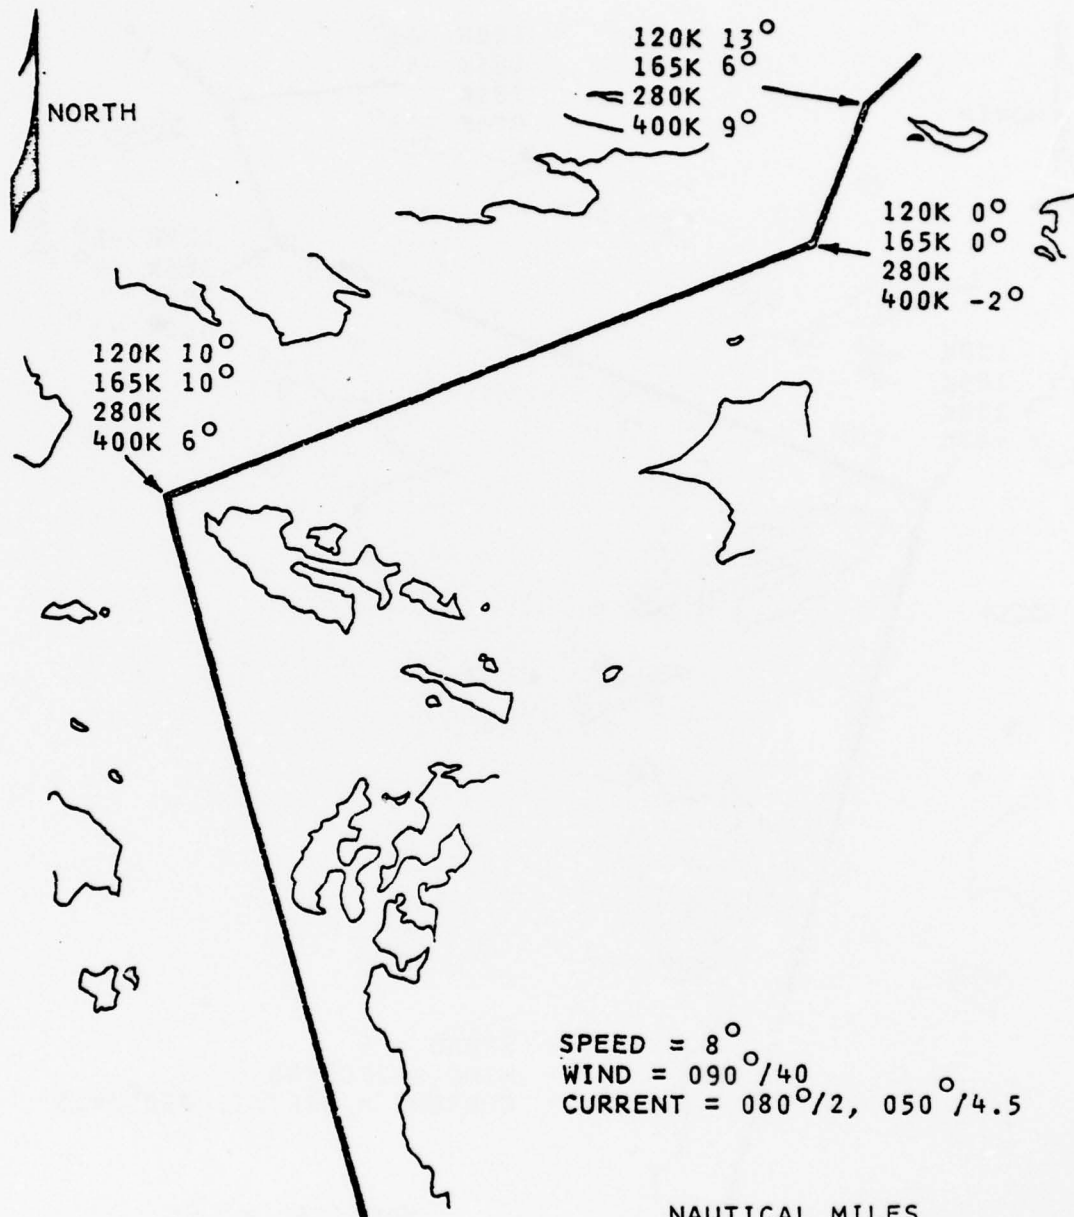 120K 13°
165K 6°
280K
400K 9°
NORTH
120K 0°
165K 0°
280K
400K -2°
120K 10°
165K 10°
280K
400K 6°
SPEED = 8°
WIND = 090°/40
CURRENT = 080°/2, 050°/4.5
NAUTICAL MILES